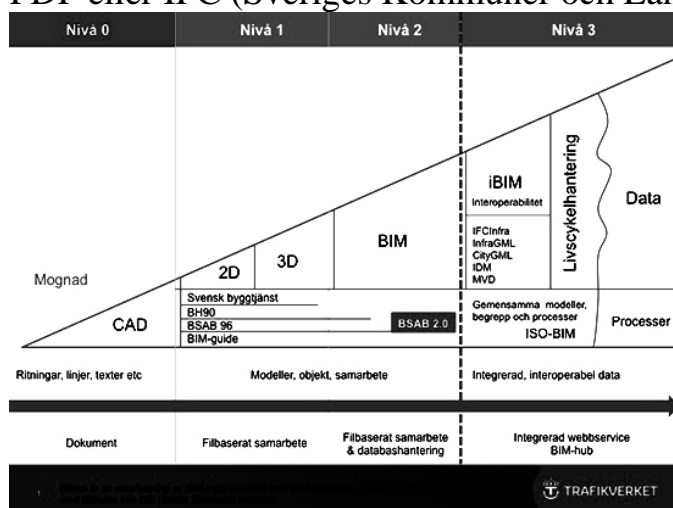 PDF eller IFC (Sveriges Kommuner och
Nivå 0
Nivå 1
Nivå 2
Nivå 3
Mognad
CAD
2D
3D
BIM
iBIM
Interoperabilitet
IFCInfra
InfraGML
CityGML
IDM
MVD
Livscykelhantering
Data
Svensk byggtjänst
BH90
BSAB 96
BIM-guide
BSAB 2.0
Gemensamma modeller,
begrepp och processer
ISO-BIM
Processer
Ritningar, linjer, texter etc
Modeller, objekt, samarbete
Integrerad, interoperabel data
Dokument
Filbaserat samarbete
Filbaserat samarbete
& databashantering
Integrerad webbservice
BIM-hub
TRAFIKVERKET